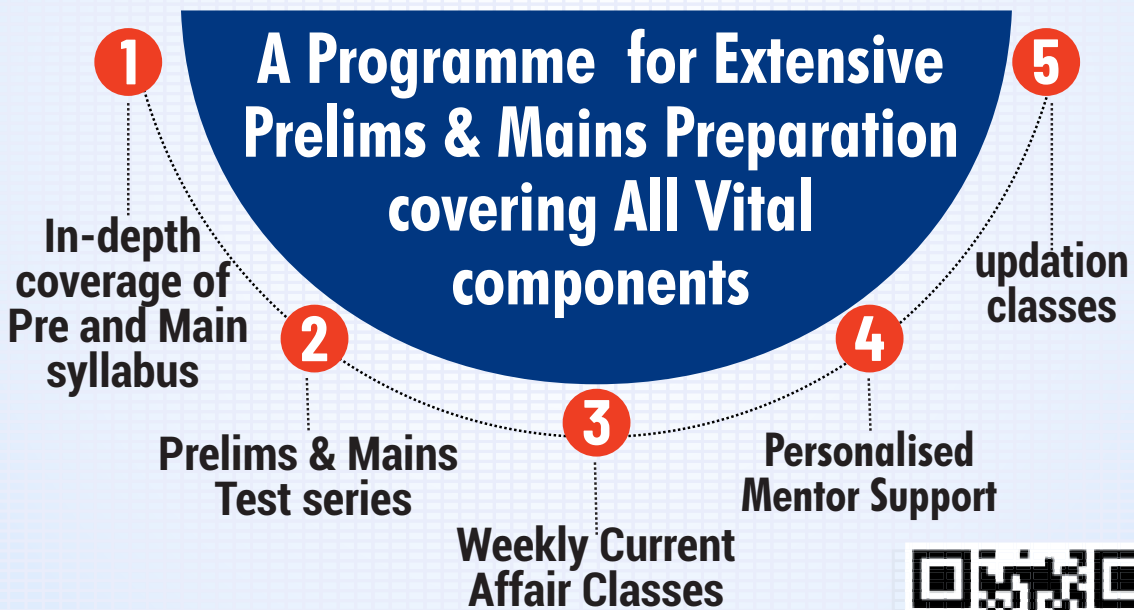 A Programme for Extensive
Prelims & Mains Preparation
covering All Vital
components
1
In-depth
coverage of
Pre and Main
syllabus
2
Prelims & Mains
Test series
3
Weekly Current
Affair Classes
4
Personalised
Mentor Support
5
updation
classes